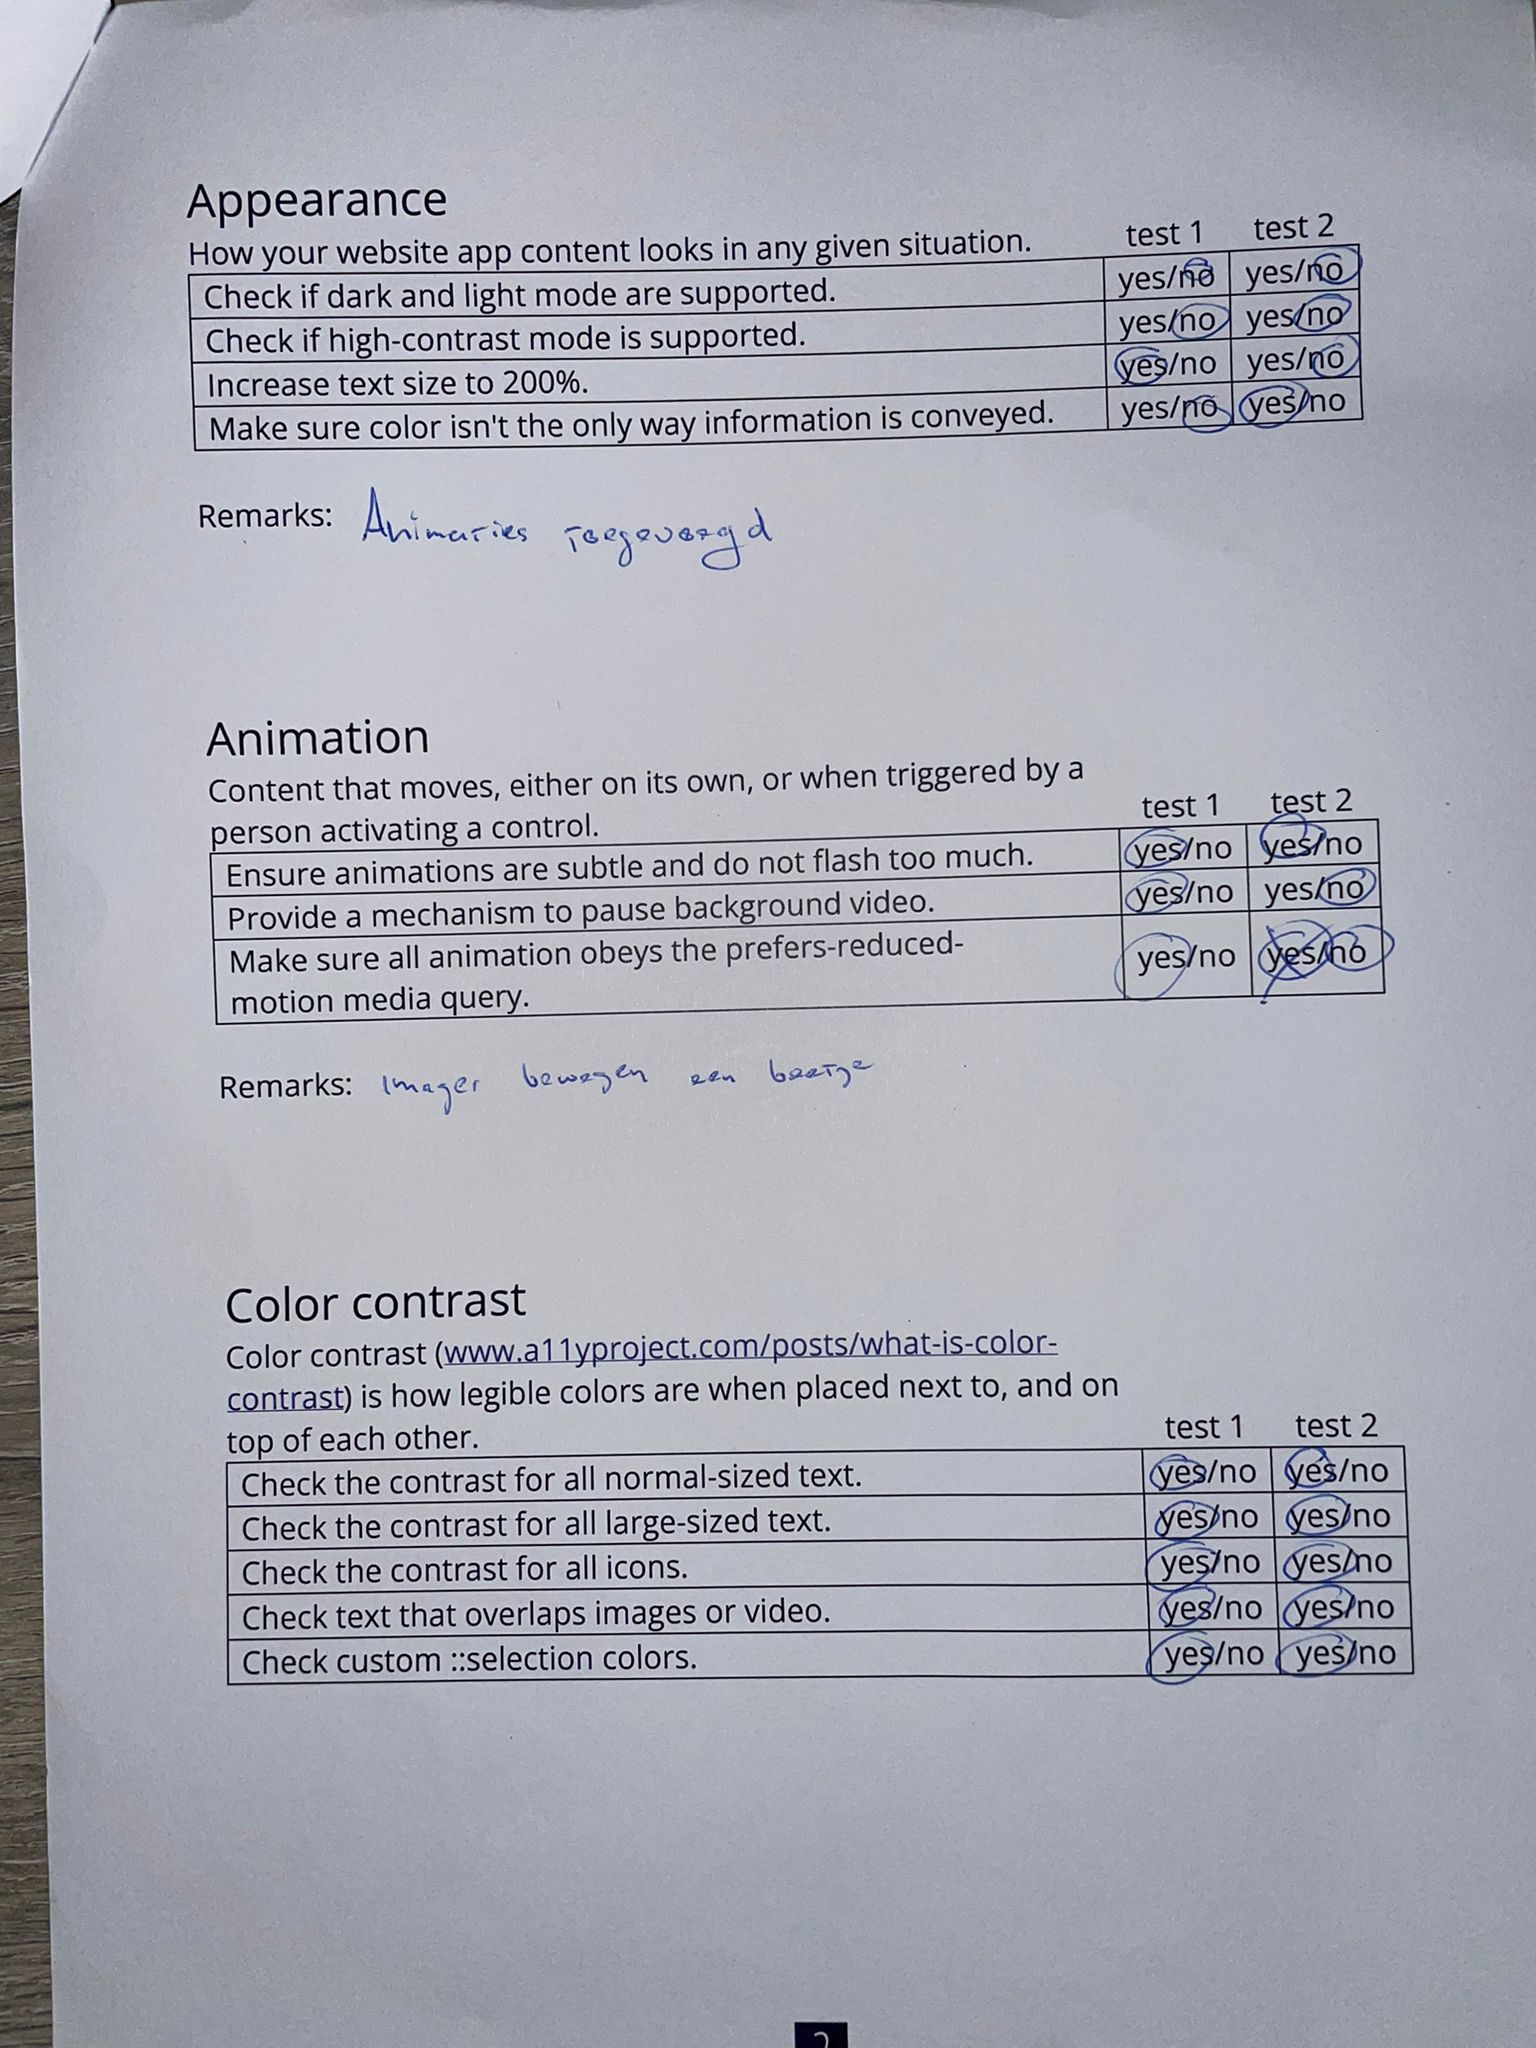 Appearance
How your website app content looks in any given situation. test 1 test 2
Check if dark and light mode are supported. yes/no yes/no
Check if high-contrast mode is supported. yes/no yes/no
Increase text size to 200%. yes/no yes/no
Make sure color isn't the only way information is conveyed. yes/no yes/no
Remarks: Animaties toegevoegd
Animation
Content that moves, either on its own, or when triggered by a
person activating a control. test 1 test 2
Ensure animations are subtle and do not flash too much. yes/no yes/no
Provide a mechanism to pause background video. yes/no yes/no
Make sure all animation obeys the prefers-reduced-
motion media query. yes/no yes/no
Remarks: Images bewegen een beetje
Color contrast
Color contrast (www.a11yproject.com/posts/what-is-color-
contrast) is how legible colors are when placed next to, and on
top of each other. test 1 test 2
Check the contrast for all normal-sized text. yes/no yes/no
Check the contrast for all large-sized text. yes/no yes/no
Check the contrast for all icons. yes/no yes/no
Check text that overlaps images or video. yes/no yes/no
Check custom ::selection colors. yes/no yes/no
2